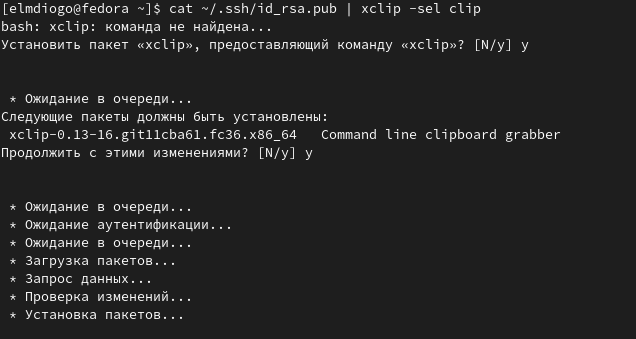 [elmdiogo@fedora ~]$ cat ~/.ssh/id_rsa.pub | xclip -sel clip
bash: xclip: команда не найдена...
Установить пакет «xclip», предоставляющий команду «xclip»? [N/y] y
* Ожидание в очереди...
Следующие пакеты должны быть установлены:
xclip-0.13-16.git11cba61.fc36.x86_64 Command line clipboard grabber
Продолжить с этими изменениями? [N/y] y
* Ожидание в очереди...
* Ожидание аутентификации...
* Ожидание в очереди...
* Загрузка пакетов...
* Запрос данных...
* Проверка изменений...
* Установка пакетов...